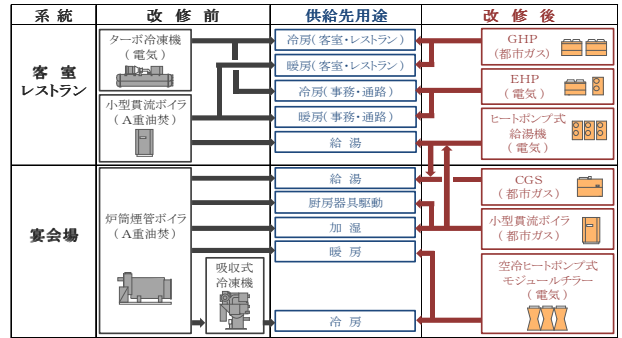 系統 改修前 供給先用途 改修後
客室
レストラン
ターボ冷凍機
(電気)
小型貫流ボイラ
(A重油焚)
冷房(客室・レストラン)
暖房(客室・レストラン)
冷房(事務・通路)
暖房(事務・通路)
給湯
GHP
(都市ガス)
EHP
(電気)
ヒートポンプ式
給湯機
(電気)
宴会場
炉筒煙管ボイラ
(A重油焚)
吸収式
冷凍機
給湯
厨房器具駆動
加湿
暖房
冷房
CGS
(都市ガス)
小型貫流ボイラ
(都市ガス)
空冷ヒートポンプ式
モジュールチラー
(電気)